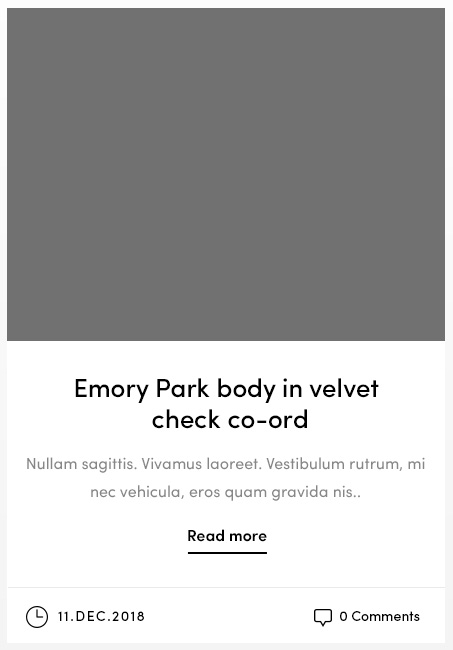 Emory Park body in velvet
check co-ord
Nullam sagittis. Vivamus laoreet. Vestibulum rutrum, mi
nec vehicula, eros quam gravida nis..
Read more
11.DEC.2018
0 Comments